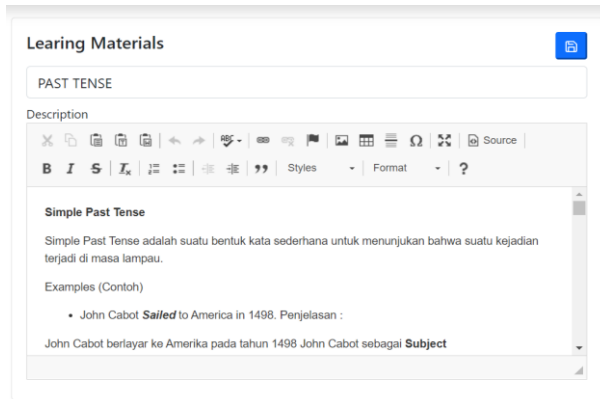 Learing Materials
PAST TENSE
Description
Source
Styles
Format
Simple Past Tense
Simple Past Tense adalah suatu bentuk kata sederhana untuk menunjukan bahwa suatu kejadian
terjadi di masa lampau.
Examples (Contoh)
• John Cabot Sailed to America in 1498. Penjelasan :
John Cabot berlayar ke Amerika pada tahun 1498 John Cabot sebagai Subject